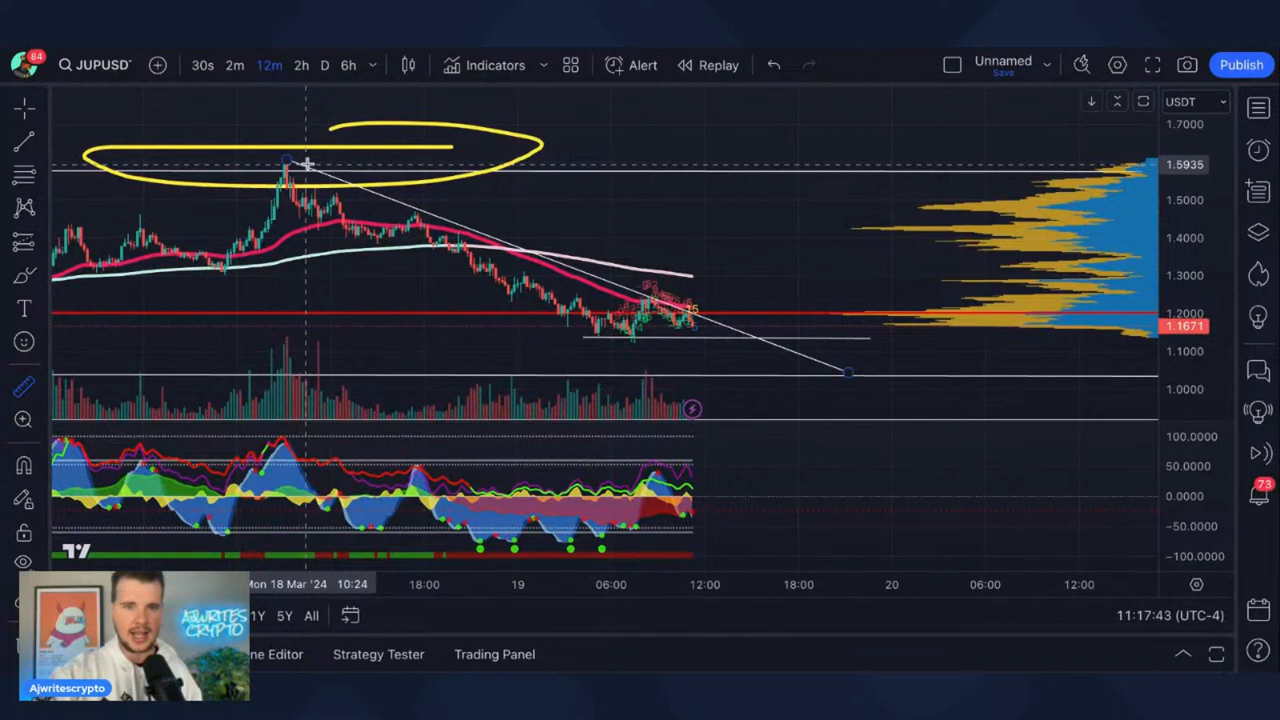 84
JUPUSD
30s 2m 12m 2h D 6h
Indicators
Alert
Replay
Unnamed
Save
Publish
USDT
1.7000
1.5935
1.5000
1.4000
1.3000
1.2000
1.1671
1.1000
1.0000
15
100.0000
50.0000
0.0000
−50.0000
−100.0000
73
Mon 18 Mar '24 10:24
18:00 19 06:00 12:00 18:00 20 06:00 12:00
1Y 5Y All
11:17:43 (UTC-4)
ne Editor
Strategy Tester
Trading Panel
AJWRITES
CRYPTO
Ajwritescrypto